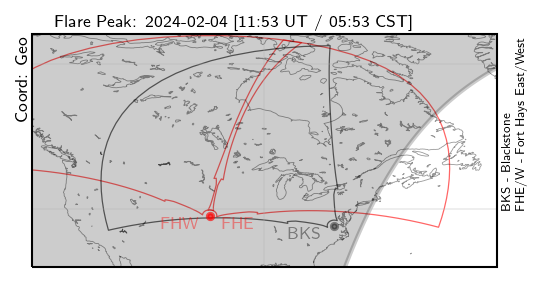 Flare Peak: 2024-02-04 [11:53 UT / 05:53 CST]
Coord: Geo
FHW
FHE
BKS
BKS - Blackstone
FHE/W - Fort Hays East/West